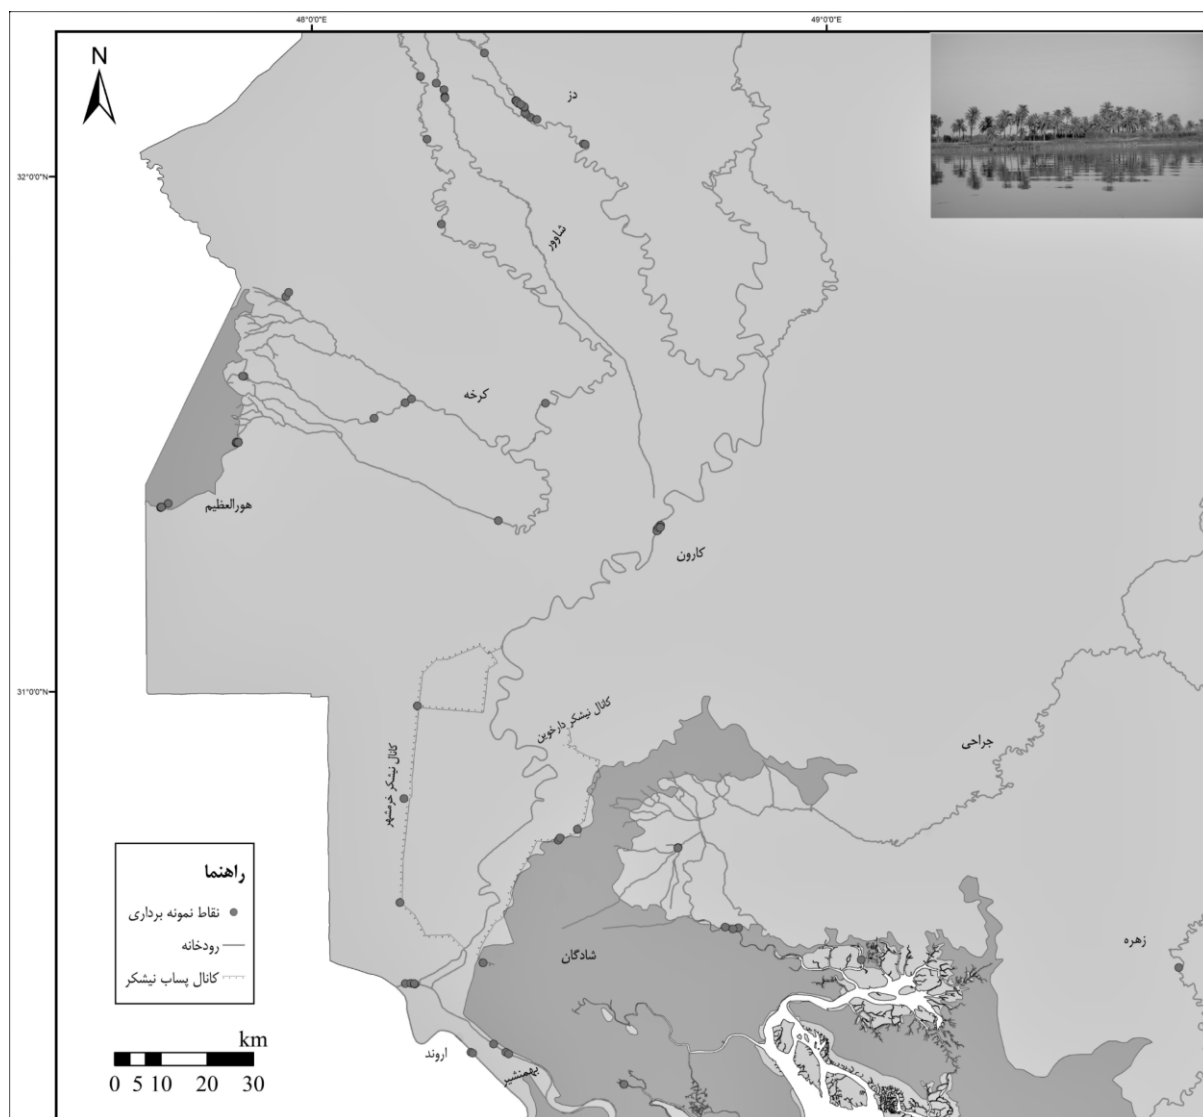 48°0'0"E
49°0'0"E
N
دز
32°0'0"N
شاوور
کرخه
هورالعظیم
کارون
31°0'0"N
کانال نیشکر دارخوین
جراحی
کانال نیشکر خرمشهر
راهنما
نقاط نمونه برداری
رودخانه
کانال پساب نیشکر
زهره
شادگان
km
0 5 10 20 30
اروند
بهمنشیر